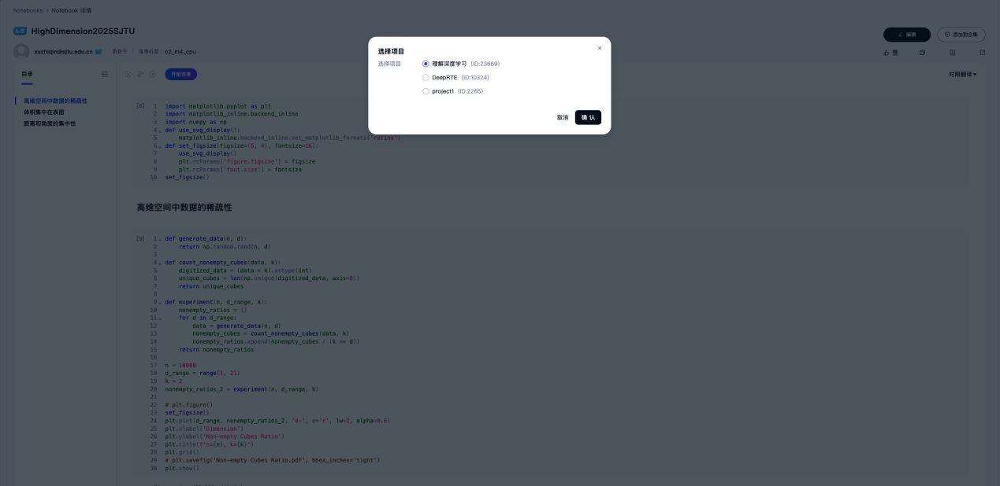 Notebooks > Notebook 详情
私密 HighDimension2025SJTU
编辑
添加到合集
xuzhiqin@sjtu.edu.cn
更新于
推荐机型：c2_m4_cpu
赞
目录
开始连接
对照翻译
高维空间中数据的稀疏性
体积集中在表面
距离和角度的集中性
选择项目
选择项目
理解深度学习 (ID:23669)
DeepRTE (ID:10324)
project1 (ID:2265)
取消
确 认
[0]
1 import matplotlib.pyplot as plt
2 import matplotlib_inline.backend_inline
3 import numpy as np
4 def use_svg_display():
5     matplotlib_inline.backend_inline.set_matplotlib_formats('retina')
6 def set_figsize(figsize=(6, 4), fontsize=16):
7     use_svg_display()
8     plt.rcParams['figure.figsize'] = figsize
9     plt.rcParams['font.size'] = fontsize
10 set_figsize()
高维空间中数据的稀疏性
[0]
1 def generate_data(n, d):
2     return np.random.rand(n, d)
3
4 def count_nonempty_cubes(data, k):
5     digitized_data = (data * k).astype(int)
6     unique_cubes = len(np.unique(digitized_data, axis=0))
7     return unique_cubes
8
9 def experiment(n, d_range, k):
10     nonempty_ratios = []
11     for d in d_range:
12         data = generate_data(n, d)
13         nonempty_cubes = count_nonempty_cubes(data, k)
14         nonempty_ratios.append(nonempty_cubes / (k ** d))
15     return nonempty_ratios
16
17 n = 10000
18 d_range = range(1, 21)
19 k = 2
20 nonempty_ratios_2 = experiment(n, d_range, k)
21
22 # plt.figure()
23 set_figsize()
24 plt.plot(d_range, nonempty_ratios_2, 'd-', c='r', lw=2, alpha=0.6)
25 plt.xlabel('Dimension')
26 plt.ylabel('Non-empty Cubes Ratio')
27 plt.title(f'n={n}, k={k}')
28 plt.grid()
29 # plt.savefig('Non-empty Cubes Ratio.pdf", bbox_inches='tight')
30 plt.show()